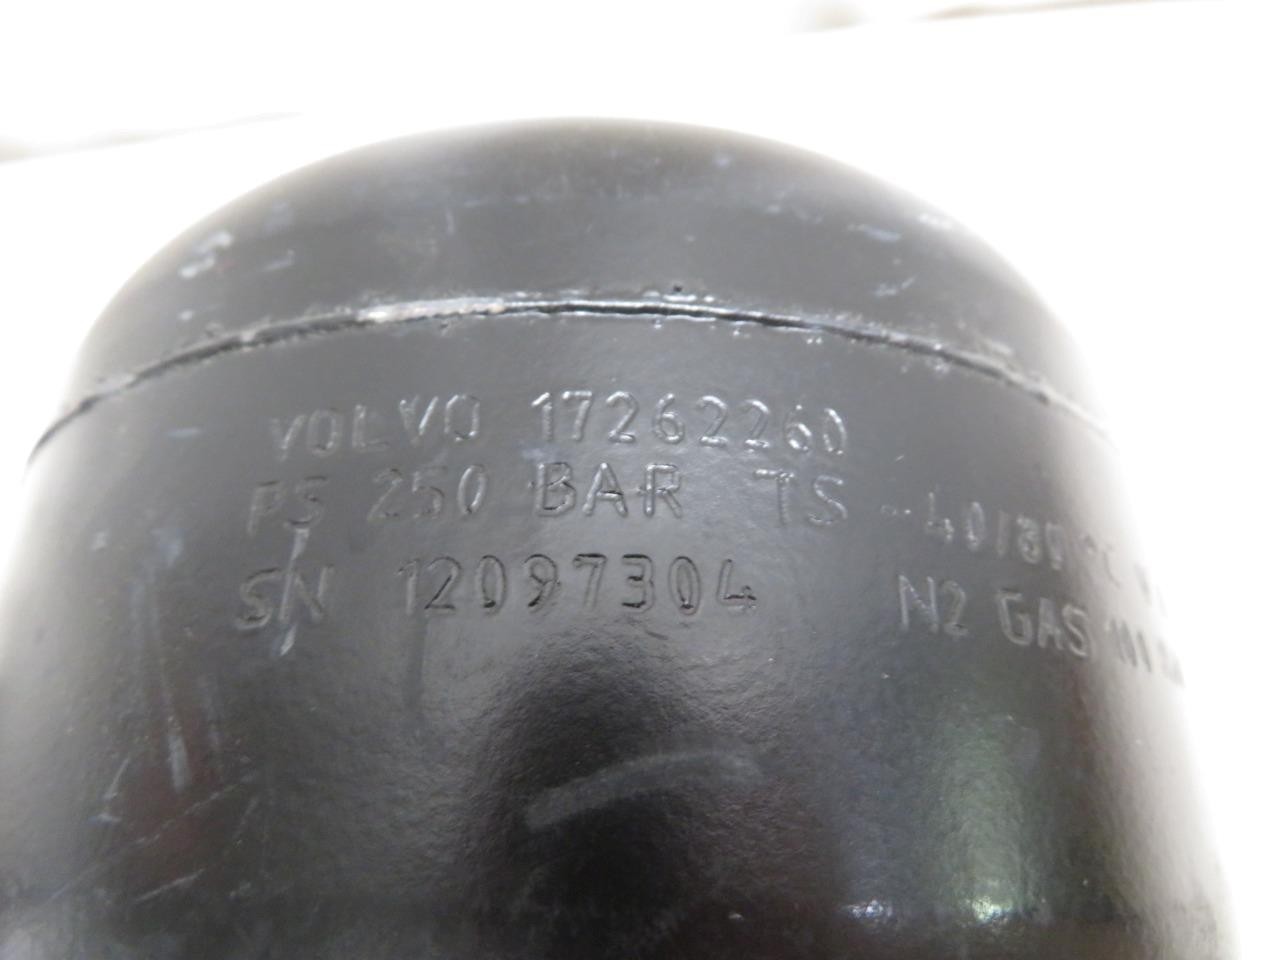 VOLVO 17262260
PS 250 BAR TS -40/80 °C
S/N 12097304 N2 GAS